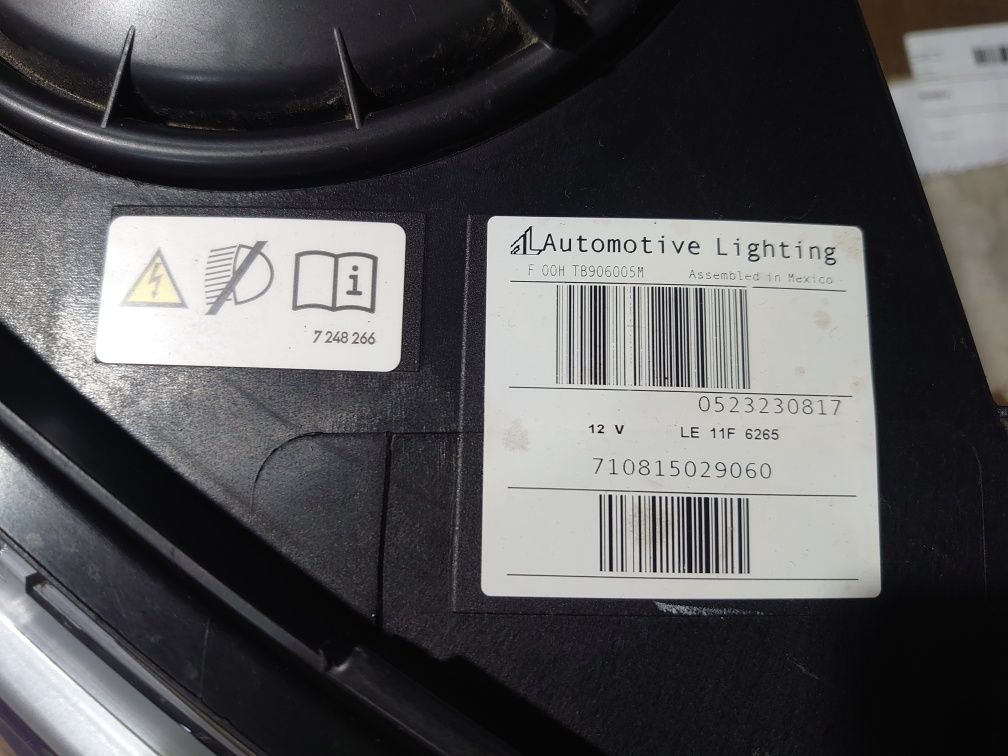 7 248 266
Automotive Lighting
F 00H TB906005M Assembled in Mexico
0523230817
12 V LE 11F 6265
710815029060